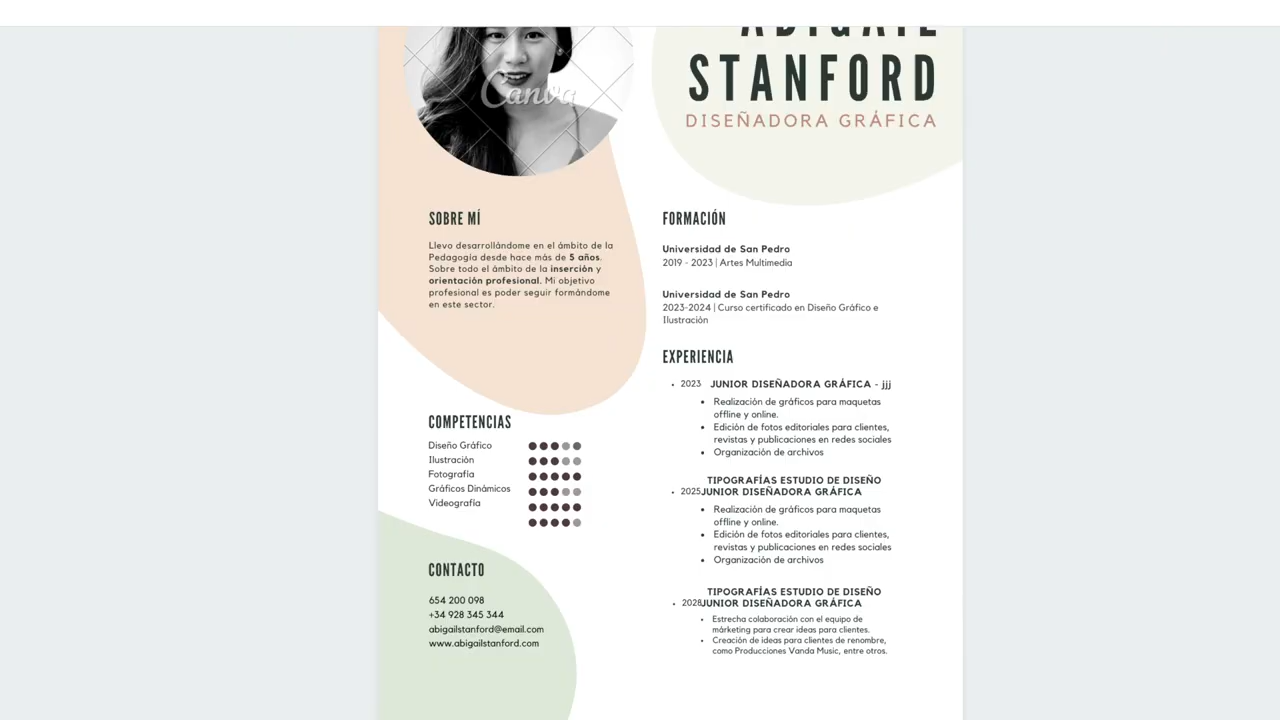 ABIGAIL
STANFORD
DISEÑADORA GRÁFICA
Canva
SOBRE MÍ
Llevo desarrollándome en el ámbito de la
Pedagogía desde hace más de 5 años.
Sobre todo el ámbito de la inserción y
orientación profesional. Mi objetivo
profesional es poder seguir formándome
en este sector.
COMPETENCIAS
Diseño Gráfico
Ilustración
Fotografía
Gráficos Dinámicos
Videografía
CONTACTO
654 200 098
+34 928 345 344
abigailstanford@email.com
www.abigailstanford.com
FORMACIÓN
Universidad de San Pedro
2019 - 2023 | Artes Multimedia
Universidad de San Pedro
2023-2024 | Curso certificado en Diseño Gráfico e
Ilustración
EXPERIENCIA
• 2023 JUNIOR DISEÑADORA GRÁFICA - jjj
• Realización de gráficos para maquetas
offline y online.
• Edición de fotos editoriales para clientes,
revistas y publicaciones en redes sociales
• Organización de archivos
TIPOGRAFÍAS ESTUDIO DE DISEÑO
• 2025 JUNIOR DISEÑADORA GRÁFICA
• Realización de gráficos para maquetas
offline y online.
• Edición de fotos editoriales para clientes,
revistas y publicaciones en redes sociales
• Organización de archivos
TIPOGRAFÍAS ESTUDIO DE DISEÑO
• 2028 JUNIOR DISEÑADORA GRÁFICA
• Estrecha colaboración con el equipo de
márketing para crear ideas para clientes.
• Creación de ideas para clientes de renombre,
como Producciones Vanda Music, entre otros.